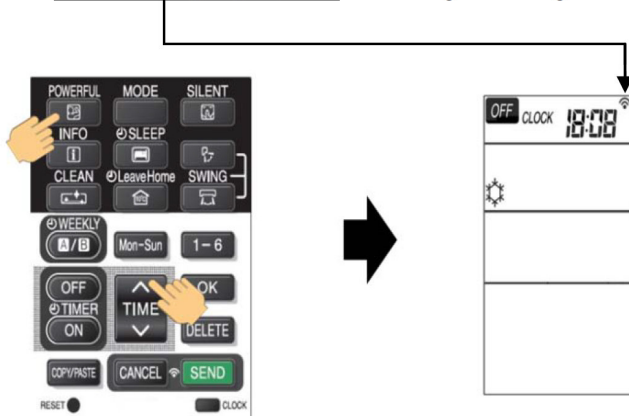 POWERFUL MODE SILENT
INFO SLEEP
CLEAN LeaveHome SWING
WEEKLY
A/B Mon-Sun 1-6
OFF OK
TIMER TIME
ON DELETE
COPY/PASTE CANCEL SEND
RESET CLOCK
OFF CLOCK 18:08